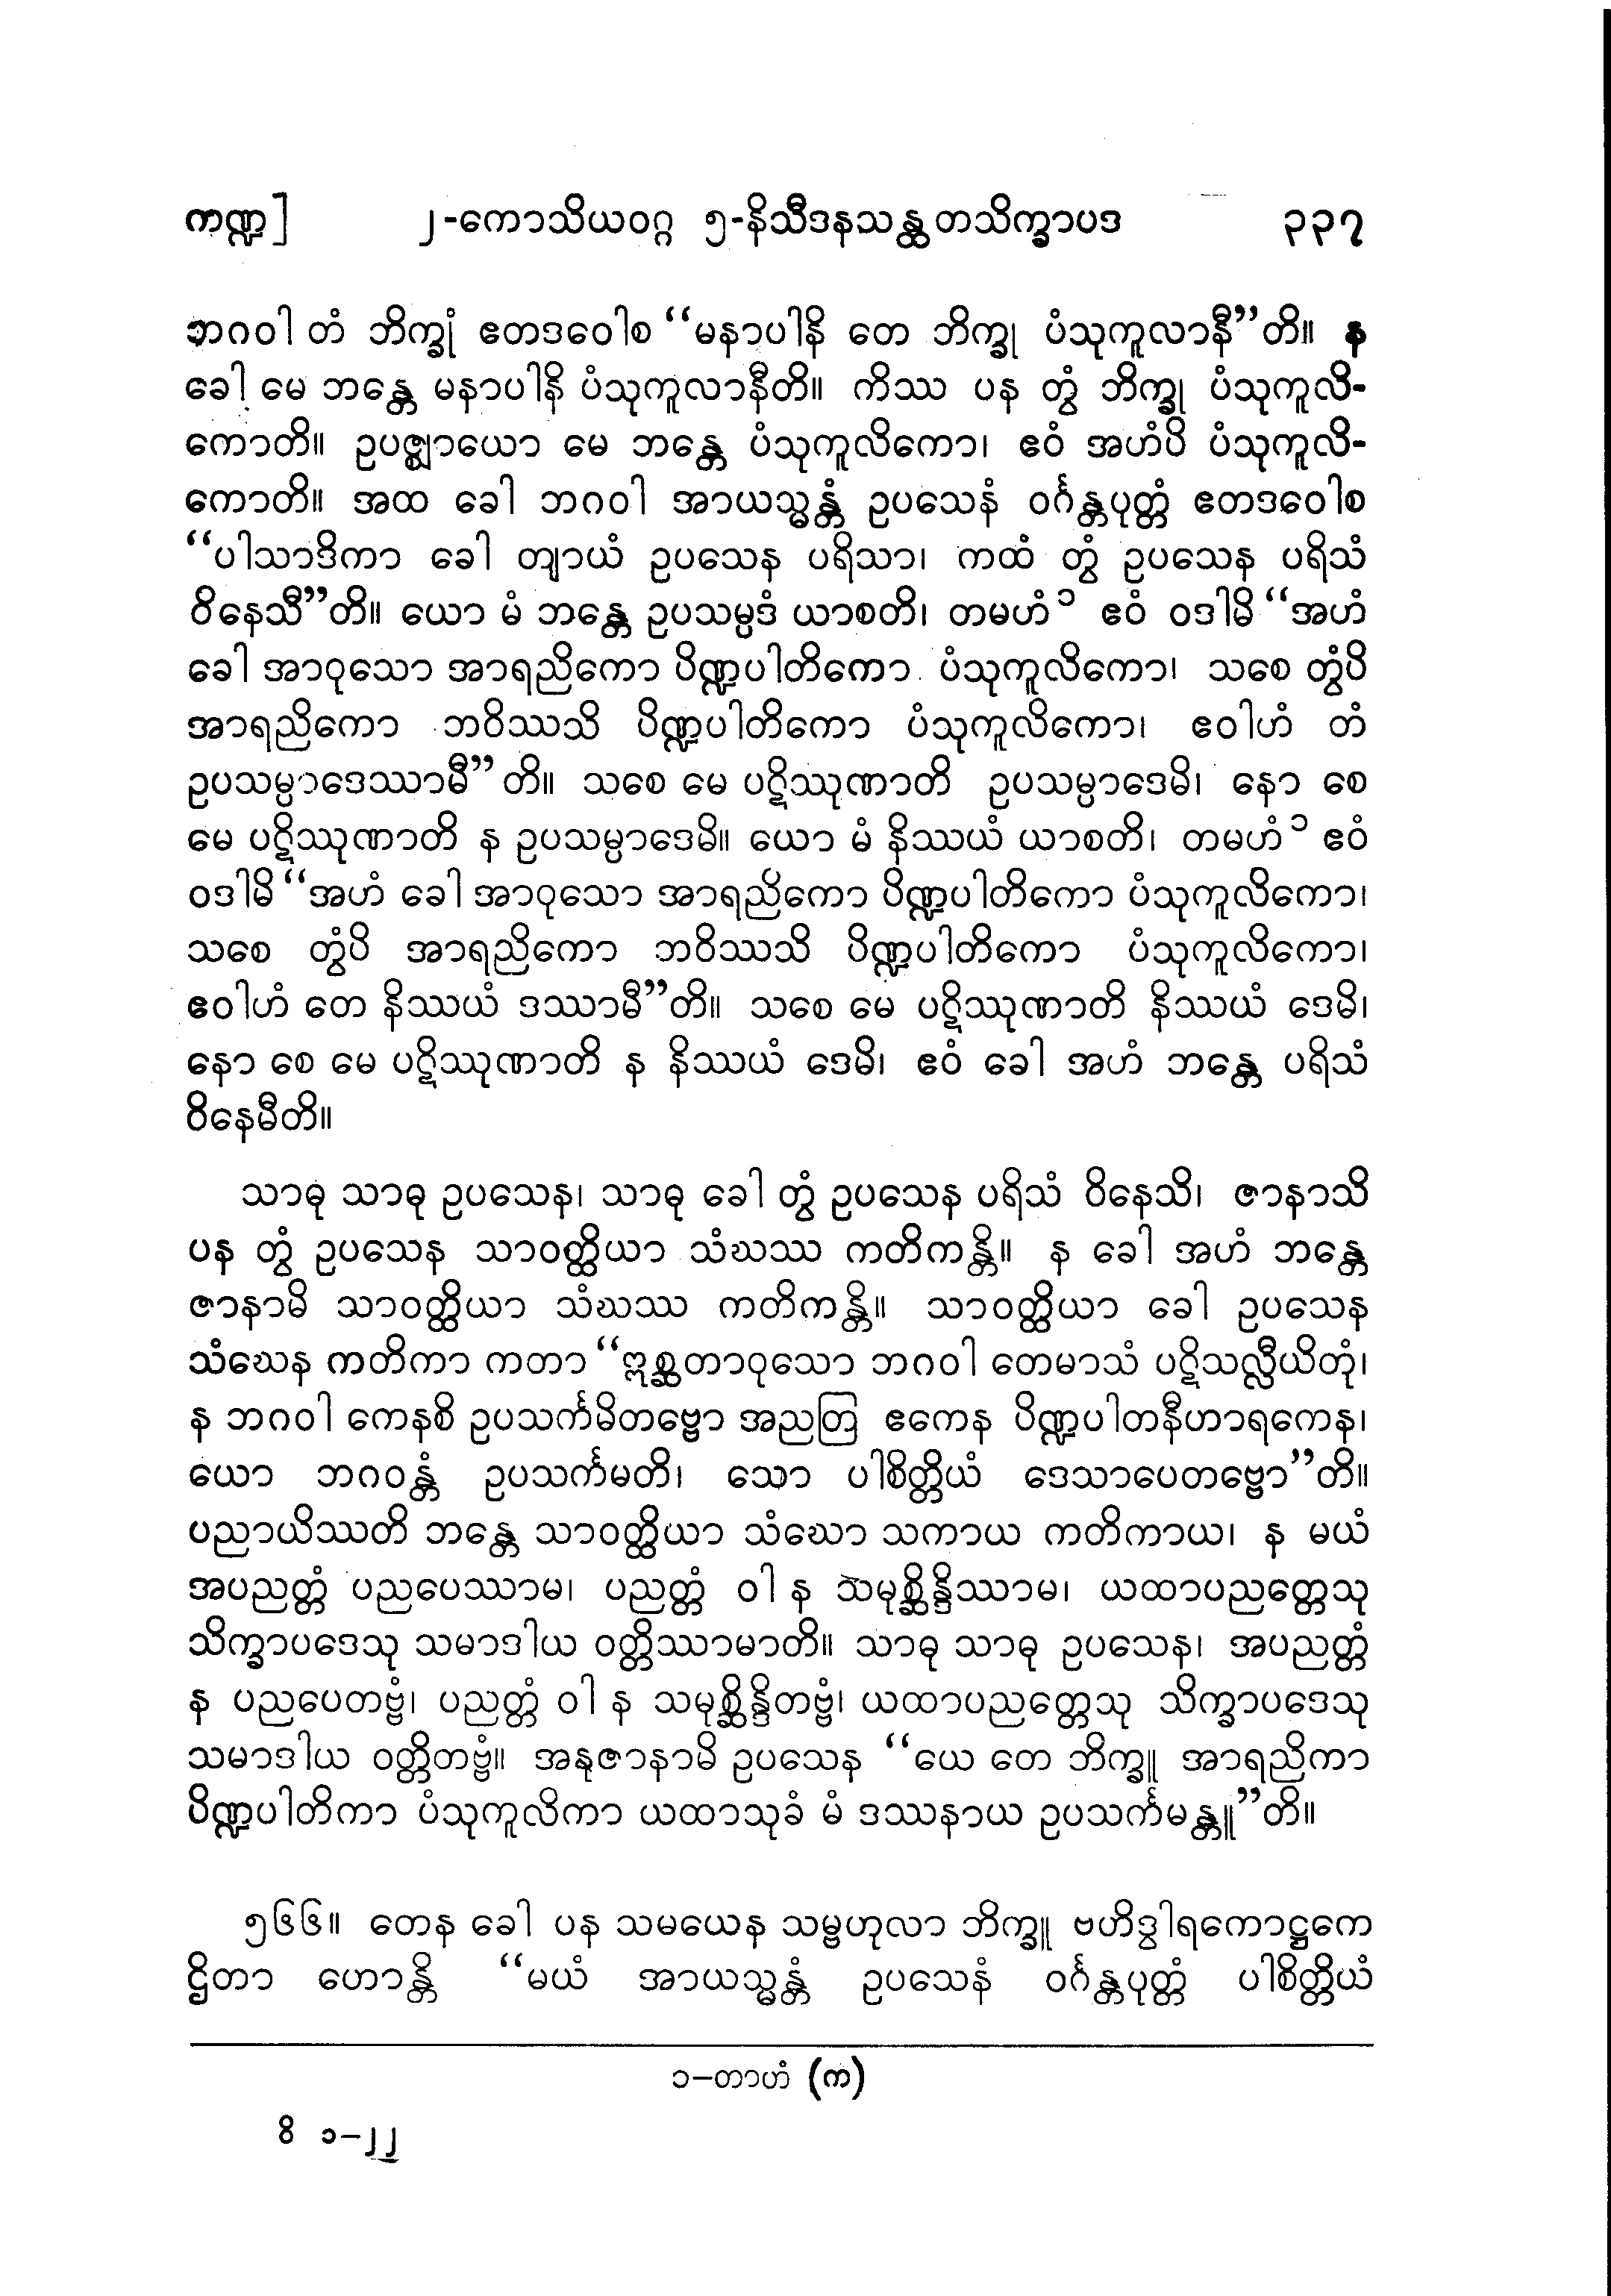 ကဏ္ဍ] ၂-ကောသိယဝဂ္ဂ ၅-နိသီဒနသန္ထတသိက္ခာပဒ ၃၃၇
ဘဂဝါ တံ ဘိက္ခုံ ဧတဒဝေါစ “မနာပါနိ တေ ဘိက္ခု ပံသုကူလာနီ”တိ။ န
ခေါ မေ ဘန္တေ မနာပါနိ ပံသုကူလာနီတိ။ ကိဿ ပန တွံ ဘိက္ခု ပံသုကူလိ-
ကောတိ။ ဥပဇ္ဈာယော မေ ဘန္တေ ပံသုကူလိကော၊ ဧဝံ အဟံပိ ပံသုကူလိ-
ကောတိ။ အထ ခေါ ဘဂဝါ အာယသ္မန္တံ ဥပသေနံ ဝင်္ဂန္တပုတ္တံ ဧတဒဝေါစ
“ပါသာဒိကာ ခေါ တျာယံ ဥပသေန ပရိသာ၊ ကထံ တွံ ဥပသေန ပရိသံ
ဝိနေသီ”တိ။ ယော မံ ဘန္တေ ဥပသမ္ပဒံ ယာစတိ၊ တမဟံ ၁ ဧဝံ ဝဒါမိ “အဟံ
ခေါ အာဝုသော အာရညိကော ပိဏ္ဍပါတိကော ပံသုကူလိကော၊ သစေ တွံပိ
အာရညိကော ဘဝိဿသိ ပိဏ္ဍပါတိကော ပံသုကူလိကော၊ ဧဝါဟံ တံ
ဥပသမ္ပာဒေဿာမီ”တိ။ သစေ မေ ပဋိဿုဏာတိ ဥပသမ္ပာဒေမိ၊ နော စေ
မေ ပဋိဿုဏာတိ န ဥပသမ္ပာဒေမိ။ ယော မံ နိဿယံ ယာစတိ၊ တမဟံ ၁ ဧဝံ
ဝဒါမိ “အဟံ ခေါ အာဝုသော အာရညိကော ပိဏ္ဍပါတိကော ပံသုကူလိကော၊
သစေ တွံပိ အာရညိကော ဘဝိဿသိ ပိဏ္ဍပါတိကော ပံသုကူလိကော၊
ဧဝါဟံ တေ နိဿယံ ဒဿာမီ”တိ။ သစေ မေ ပဋိဿုဏာတိ နိဿယံ ဒေမိ၊
နော စေ မေ ပဋိဿုဏာတိ န နိဿယံ ဒေမိ၊ ဧဝံ ခေါ အဟံ ဘန္တေ ပရိသံ
ဝိနေမီတိ။
သာဓု သာဓု ဥပသေန၊ သာဓု ခေါ တွံ ဥပသေန ပရိသံ ဝိနေသိ၊ ဇာနာသိ
ပန တွံ ဥပသေန သာဝတ္ထိယာ သံဃဿ ကတိကန္တိ။ န ခေါ အဟံ ဘန္တေ
ဇာနာမိ သာဝတ္ထိယာ သံဃဿ ကတိကန္တိ။ သာဝတ္ထိယာ ခေါ ဥပသေန
သံဃေန ကတိကာ ကတာ “ဣစ္ဆတာဝုသော ဘဂဝါ တေမာသံ ပဋိသလ္လီယိတုံ၊
န ဘဂဝါ ကေနစိ ဥပသင်္ကမိတဗ္ဗော အညတြ ဧကေန ပိဏ္ဍပါတနီဟာရကေန၊
ယော ဘဂဝန္တံ ဥပသင်္ကမတိ၊ သော ပါစိတ္တိယံ ဒေသာပေတဗ္ဗော”တိ။
ပညာယိဿတိ ဘန္တေ သာဝတ္ထိယာ သံဃော သကာယ ကတိကာယ၊ န မယံ
အပညတ္တံ ပညပေဿာမ၊ ပညတ္တံ ဝါ န သမုစ္ဆိန္ဒိဿာမ၊ ယထာပညတ္တေသု
သိက္ခာပဒေသု သမာဒါယ ဝတ္တိဿာမာတိ။ သာဓု သာဓု ဥပသေန၊ အပညတ္တံ
န ပညပေတဗ္ဗံ၊ ပညတ္တံ ဝါ န သမုစ္ဆိန္ဒိတဗ္ဗံ၊ ယထာပညတ္တေသု သိက္ခာပဒေသု
သမာဒါယ ဝတ္တိတဗ္ဗံ။ အနုဇာနာမိ ဥပသေန “ယေ တေ ဘိက္ခူ အာရညိကာ
ပိဏ္ဍပါတိကာ ပံသုကူလိကာ ယထာသုခံ မံ ဒဿနာယ ဥပသင်္ကမန္တူ”တိ။
၅၆၆။ တေန ခေါ ပန သမယေန သမ္ဗဟုလာ ဘိက္ခူ ဗဟိဒွါရကောဋ္ဌကေ
ဌိတာ ဟောန္တိ “မယံ အာယသ္မန္တံ ဥပသေနံ ဝင်္ဂန္တပုတ္တံ ပါစိတ္တိယံ
၁–တာဟံ (က)
ဝိ ၁–၂၂